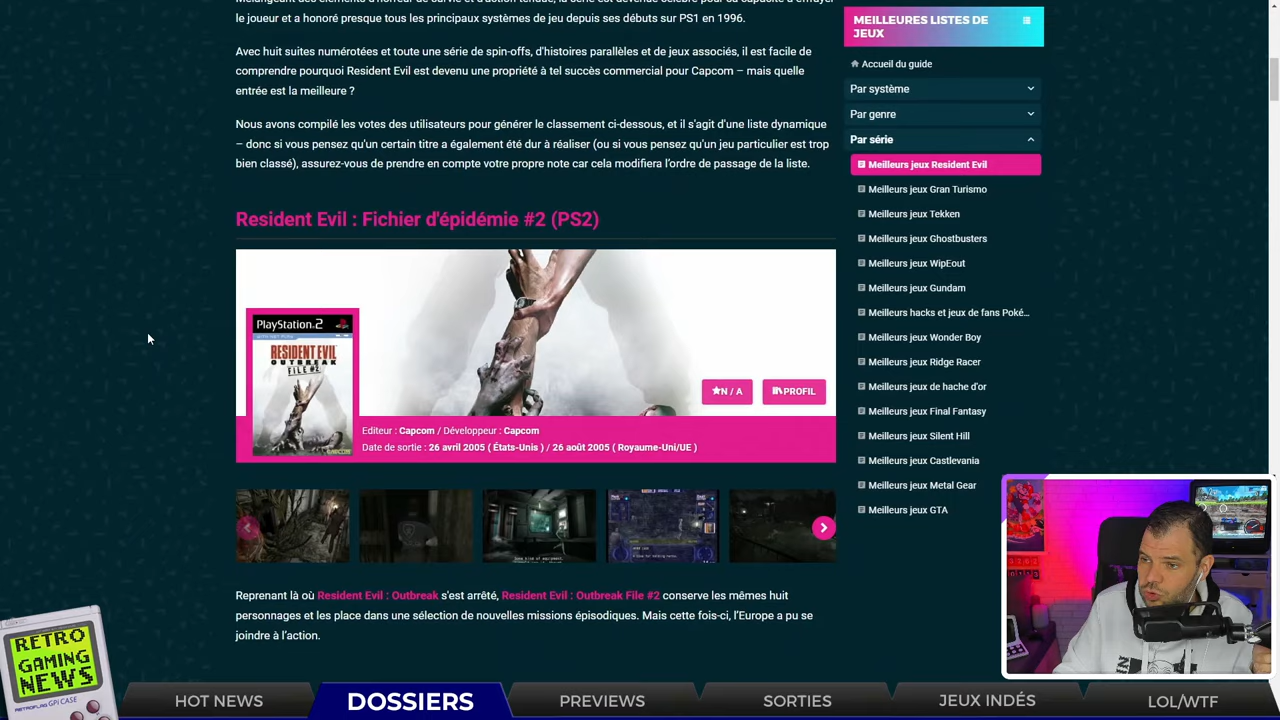 le joueur et a honoré presque tous les principaux systèmes de jeu depuis ses débuts sur PS1 en 1996.
Avec huit suites numérotées et toute une série de spin-offs, d'histoires parallèles et de jeux associés, il est facile de
comprendre pourquoi Resident Evil est devenu une propriété à tel succès commercial pour Capcom – mais quelle
entrée est la meilleure ?
Nous avons compilé les votes des utilisateurs pour générer le classement ci-dessous, et il s'agit d'une liste dynamique
– donc si vous pensez qu'un certain titre a également été dur à réaliser (ou si vous pensez qu'un jeu particulier est trop
bien classé), assurez-vous de prendre en compte votre propre note car cela modifiera l'ordre de passage de la liste.
Resident Evil : Fichier d'épidémie #2 (PS2)
PlayStation.2
RESIDENT EVIL
OUTBREAK
FILE #2
CAPCOM
N / A
PROFIL
Editeur : Capcom / Développeur : Capcom
Date de sortie : 26 avril 2005 ( États-Unis ) / 26 août 2005 ( Royaume-Uni/UE )
Reprenant là où Resident Evil : Outbreak s'est arrêté, Resident Evil : Outbreak File #2 conserve les mêmes huit
personnages et les place dans une sélection de nouvelles missions épisodiques. Mais cette fois-ci, l'Europe a pu se
joindre à l'action.
MEILLEURES LISTES DE
JEUX
Accueil du guide
Par système
Par genre
Par série
Meilleurs jeux Resident Evil
Meilleurs jeux Gran Turismo
Meilleurs jeux Tekken
Meilleurs jeux Ghostbusters
Meilleurs jeux WipEout
Meilleurs jeux Gundam
Meilleurs hacks et jeux de fans Poké...
Meilleurs jeux Wonder Boy
Meilleurs jeux Ridge Racer
Meilleurs jeux de hache d'or
Meilleurs jeux Final Fantasy
Meilleurs jeux Silent Hill
Meilleurs jeux Castlevania
Meilleurs jeux Metal Gear
Meilleurs jeux GTA
RETRO
GAMING
NEWS
RETROFLAG GPi CASE
HOT NEWS
DOSSIERS
PREVIEWS
SORTIES
JEUX INDÉS
LOL/WTF